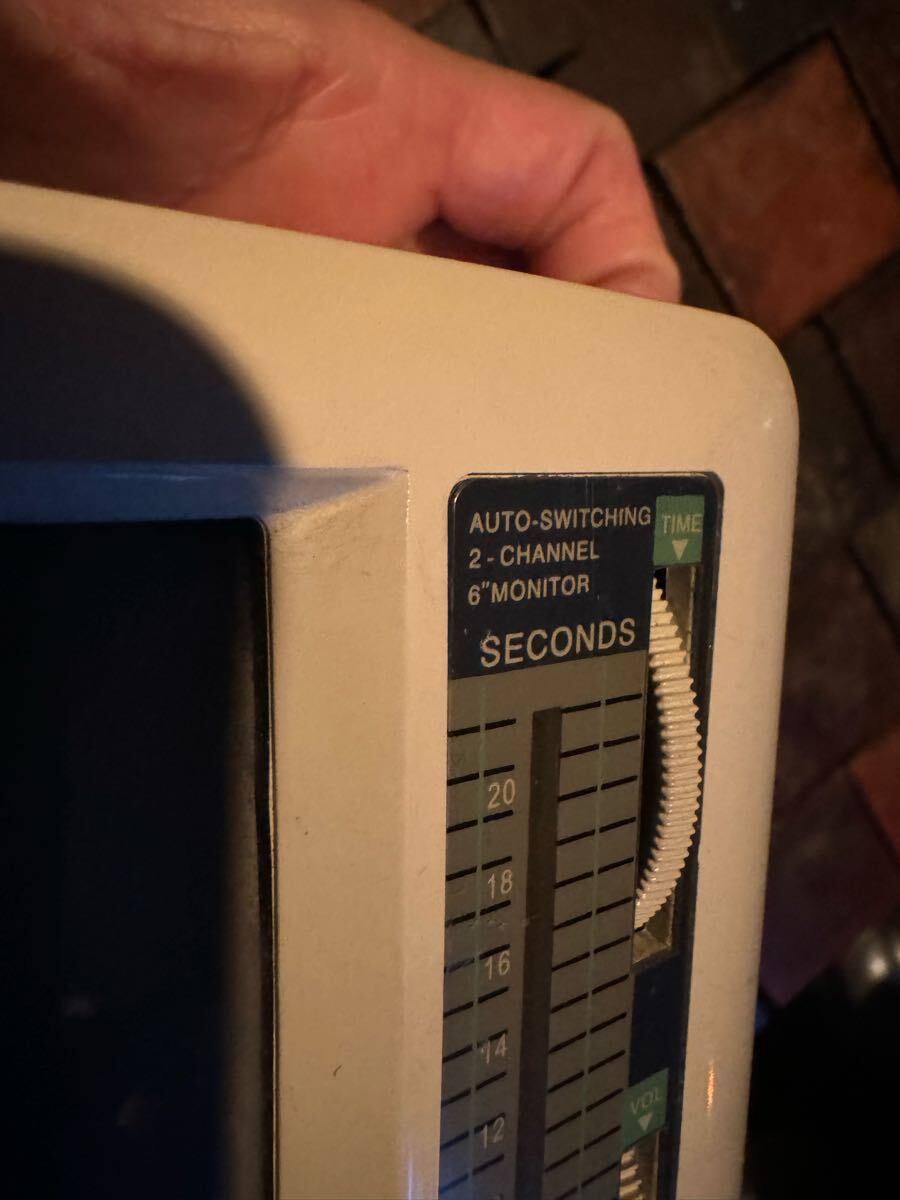 AUTO-SWITCHING
2 - CHANNEL
6" MONITOR
TIME
SECONDS
20
18
16
14
12
VOL